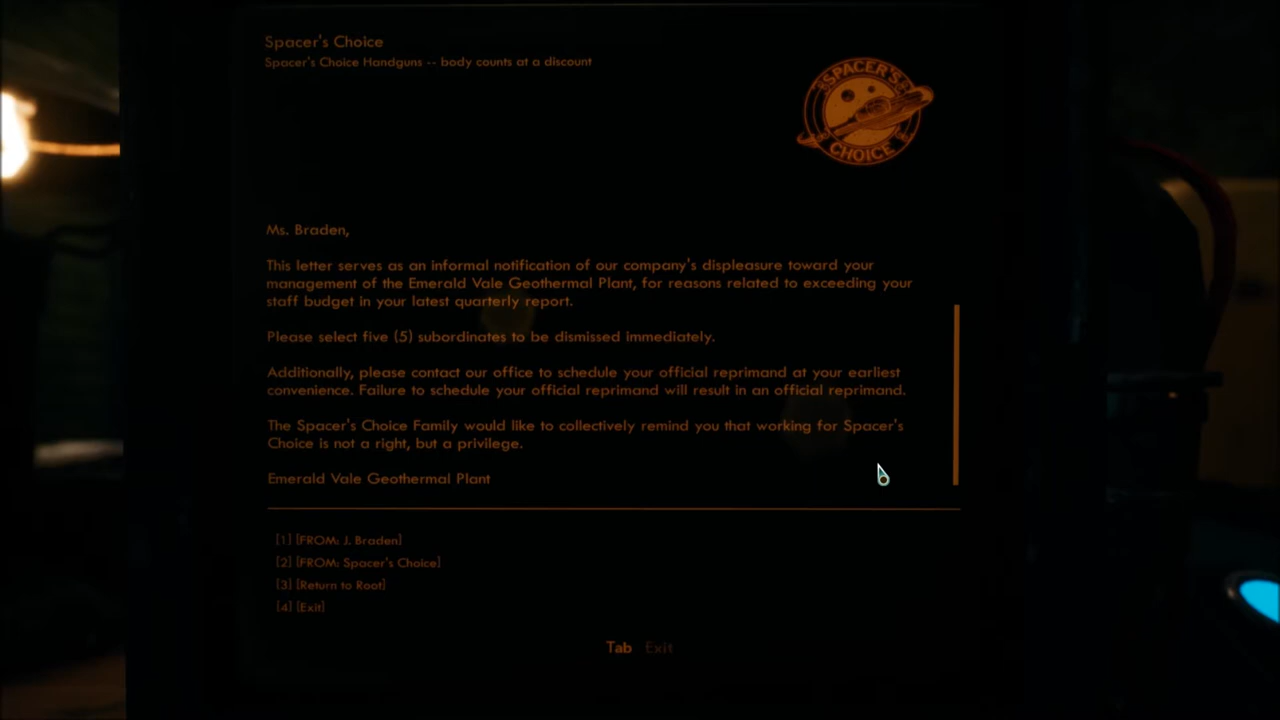 Spacer's Choice
Spacer's Choice Handguns -- body counts at a discount
SPACER'S
CHOICE
Ms. Braden,
This letter serves as an informal notification of our company's displeasure toward your
management of the Emerald Vale Geothermal Plant, for reasons related to exceeding your
staff budget in your latest quarterly report.
Please select five (5) subordinates to be dismissed immediately.
Additionally, please contact our office to schedule your official reprimand at your earliest
convenience. Failure to schedule your official reprimand will result in an official reprimand.
The Spacer's Choice Family would like to collectively remind you that working for Spacer's
Choice is not a right, but a privilege.
Emerald Vale Geothermal Plant
[1] [FROM: J. Braden]
[2] [FROM: Spacer's Choice]
[3] [Return to Root]
[4] [Exit]
Tab Exit